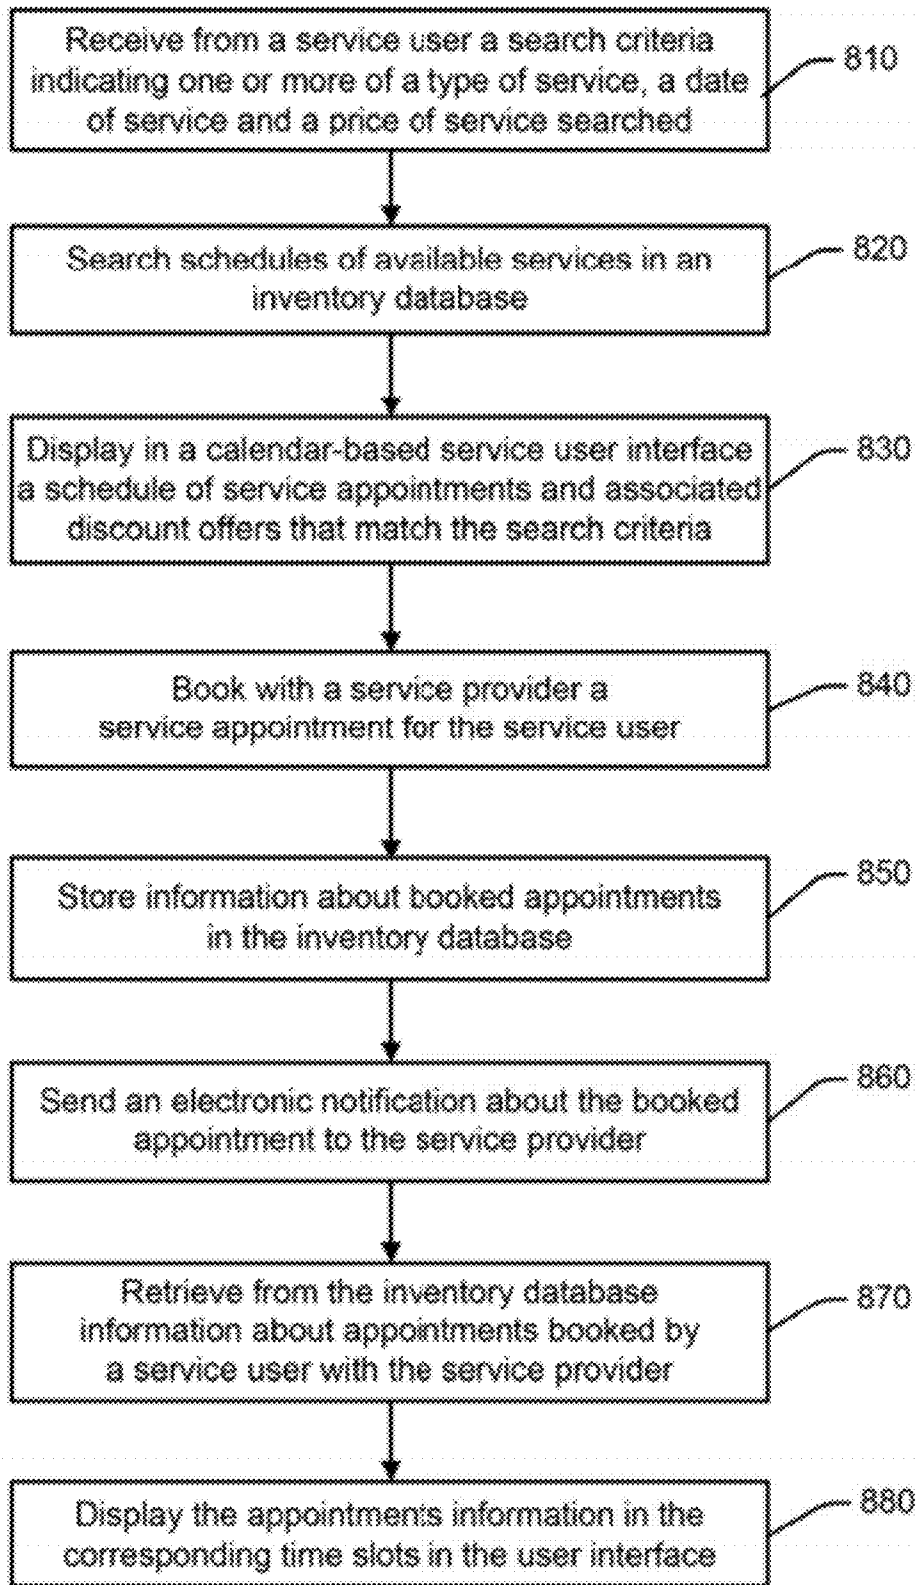 Receive from a service user a search criteria
indicating one or more of a type of service, a date
of service and a price of service searched
810
Search schedules of available services in an
inventory database
820
Display in a calendar-based service user interface
a schedule of service appointments and associated
discount offers that match the search criteria
830
Book with a service provider a
service appointment for the service user
840
Store information about booked appointments
in the inventory database
850
Send an electronic notification about the booked
appointment to the service provider
860
Retrieve from the inventory database
information about appointments booked by
a service user with the service provider
870
Display the appointments information in the
corresponding time slots in the user interface
880